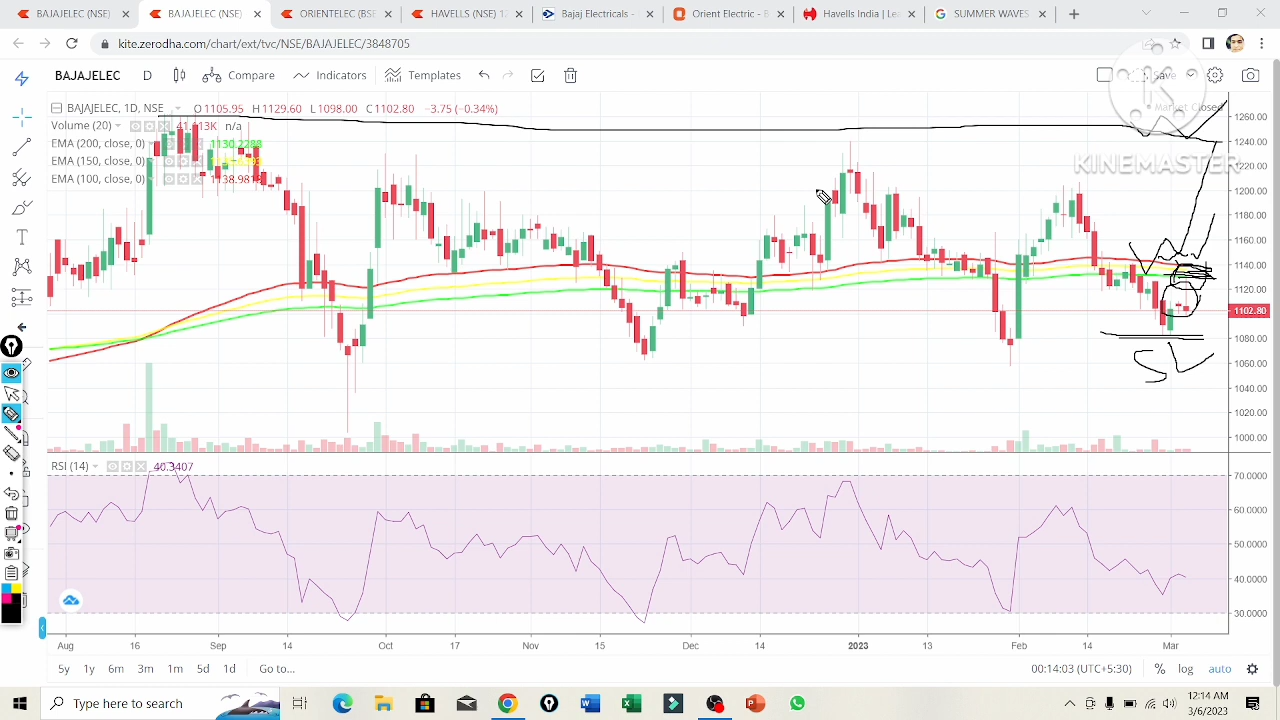 BAJAJELEC (NSE)
BAJAJELEC (NSE)
ORIENTELEC (BSE
HAVELLS (NSE) 12
Bajaj Electricals -
Orient Electric - B
Havells India | Le
SUMMER WAVES
kite.zerodha.com/chart/ext/tvc/NSE/BAJAJELEC/3848705
BAJAJELEC D Compare Indicators Templates Save
BAJAJELEC, 1D, NSE O 1105.95 H 1129.60 L 1098.00 C 1102.80 −3.75 (−0.34%)
Market Closed
Volume (20) n/a
EMA (200, close, 0) 1130.2288
EMA (150, close, 0)
EMA (100, close, 0)
K
KINEMASTER
1260.00
1240.00
1220.00
1200.00
1180.00
1160.00
1140.00
1120.00
1102.80
1080.00
1060.00
1040.00
1020.00
1000.00
SL
RSI (14) 40.3407
70.0000
60.0000
50.0000
40.0000
30.0000
Aug 16 Sep 14 Oct 17 Nov 15 Dec 14 2023 13 Feb 14 Mar
5y 1y 6m 3m 1m 5d 1d Go to... 00:14:03 (UTC+5:30) % log auto
Type here to search
12:14 AM
3/6/2023